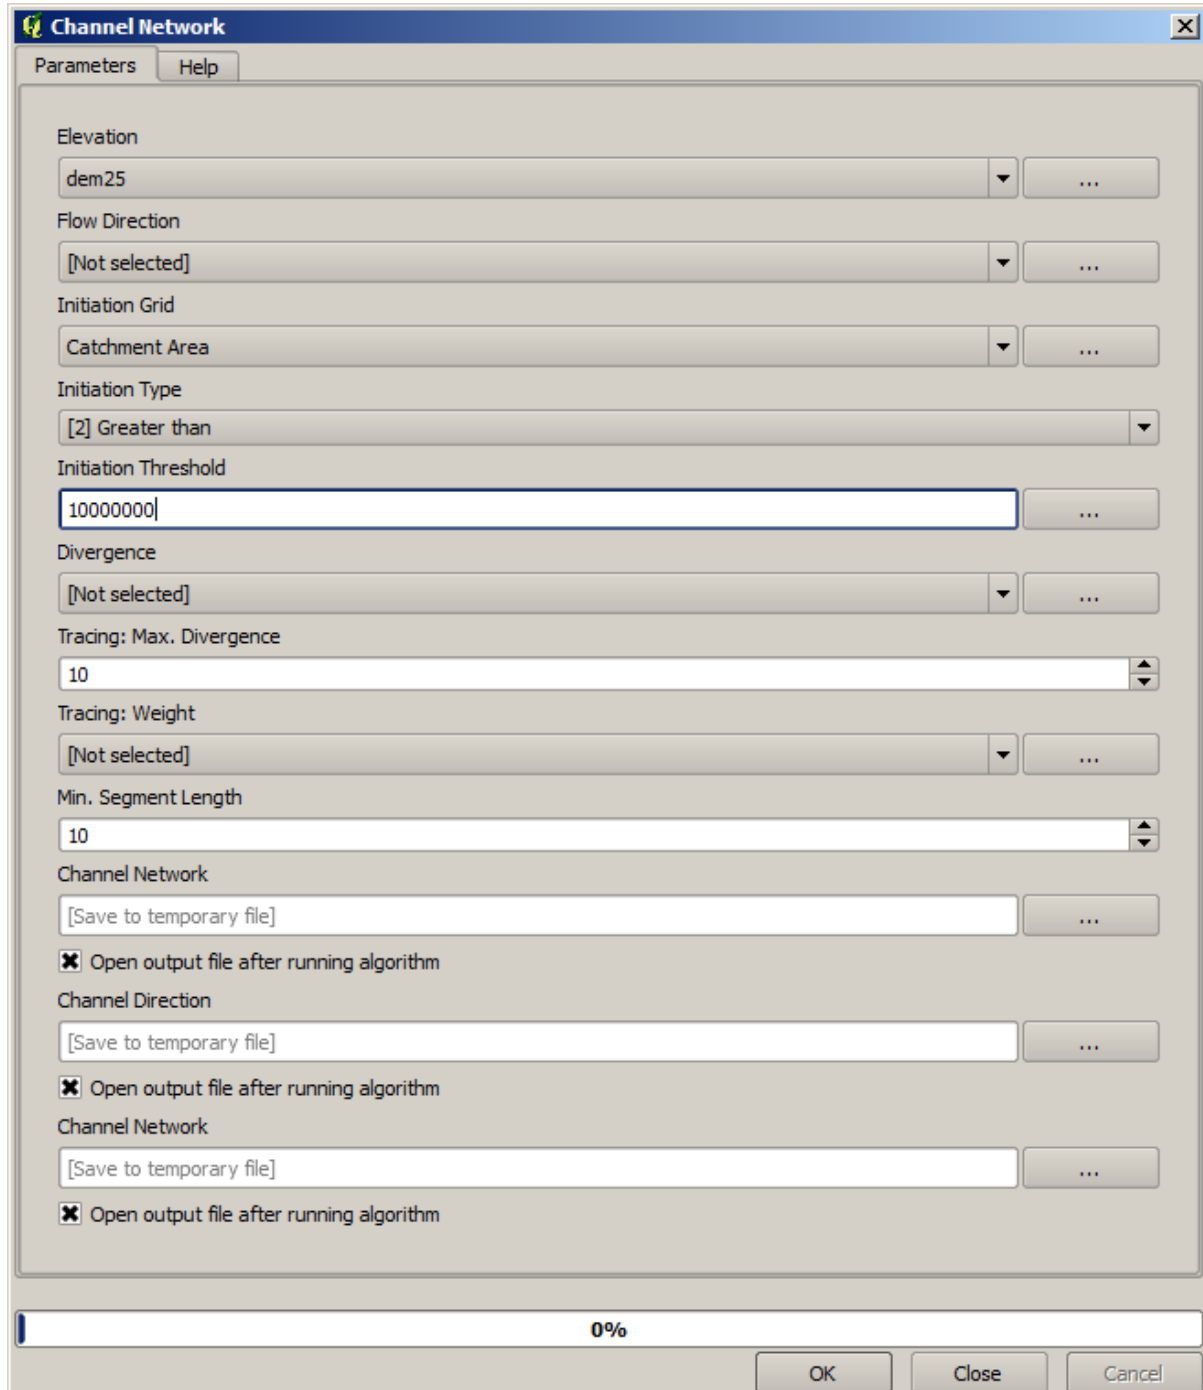 Channel Network
Parameters Help
Elevation
dem25 ...
Flow Direction
[Not selected] ...
Initiation Grid
Catchment Area ...
Initiation Type
[2] Greater than
Initiation Threshold
10000000 ...
Divergence
[Not selected] ...
Tracing: Max. Divergence
10
Tracing: Weight
[Not selected] ...
Min. Segment Length
10
Channel Network
[Save to temporary file] ...
Open output file after running algorithm
Channel Direction
[Save to temporary file] ...
Open output file after running algorithm
Channel Network
[Save to temporary file] ...
Open output file after running algorithm
0%
OK Close Cancel